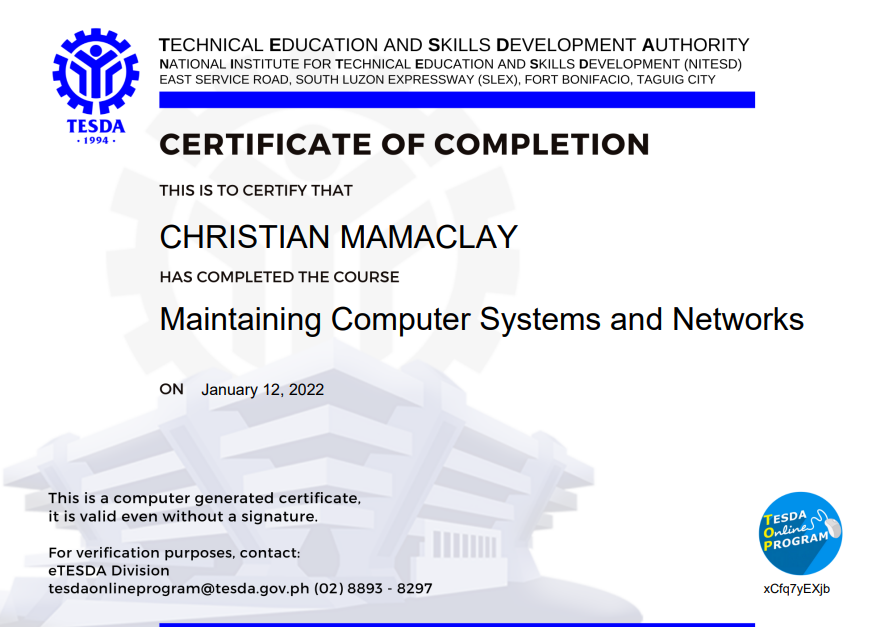 TECHNICAL EDUCATION AND SKILLS DEVELOPMENT AUTHORITY
NATIONAL INSTITUTE FOR TECHNICAL EDUCATION AND SKILLS DEVELOPMENT (NITESD)
EAST SERVICE ROAD, SOUTH LUZON EXPRESSWAY (SLEX), FORT BONIFACIO, TAGUIG CITY
TESDA
· 1994 ·
CERTIFICATE OF COMPLETION
THIS IS TO CERTIFY THAT
CHRISTIAN MAMACLAY
HAS COMPLETED THE COURSE
Maintaining Computer Systems and Networks
ON January 12, 2022
This is a computer generated certificate,
it is valid even without a signature.
For verification purposes, contact:
eTESDA Division
tesdaonlineprogram@tesda.gov.ph (02) 8893 - 8297
TESDA
Online
PROGRAM
xCfq7yEXjb